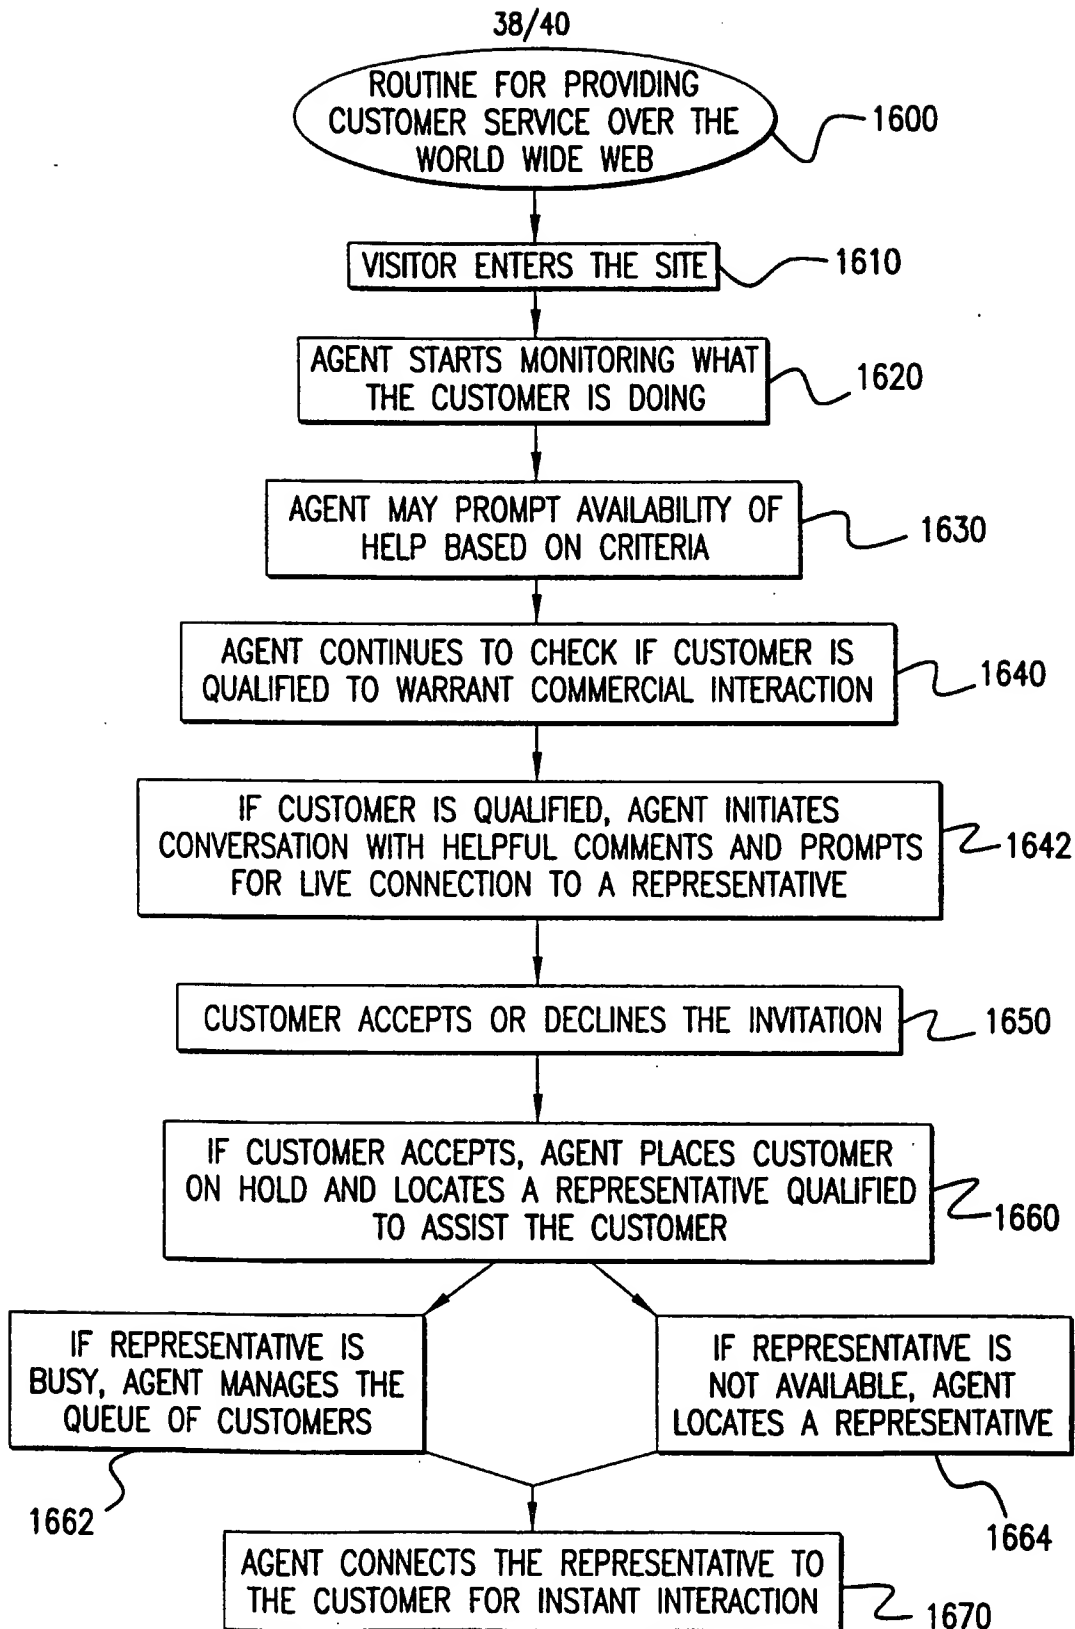 38/40
ROUTINE FOR PROVIDING
CUSTOMER SERVICE OVER THE
WORLD WIDE WEB
1600
VISITOR ENTERS THE SITE
1610
AGENT STARTS MONITORING WHAT
THE CUSTOMER IS DOING
1620
AGENT MAY PROMPT AVAILABILITY OF
HELP BASED ON CRITERIA
1630
AGENT CONTINUES TO CHECK IF CUSTOMER IS
QUALIFIED TO WARRANT COMMERCIAL INTERACTION
1640
IF CUSTOMER IS QUALIFIED, AGENT INITIATES
CONVERSATION WITH HELPFUL COMMENTS AND PROMPTS
FOR LIVE CONNECTION TO A REPRESENTATIVE
1642
CUSTOMER ACCEPTS OR DECLINES THE INVITATION
1650
IF CUSTOMER ACCEPTS, AGENT PLACES CUSTOMER
ON HOLD AND LOCATES A REPRESENTATIVE QUALIFIED
TO ASSIST THE CUSTOMER
1660
IF REPRESENTATIVE IS
BUSY, AGENT MANAGES THE
QUEUE OF CUSTOMERS
1662
IF REPRESENTATIVE IS
NOT AVAILABLE, AGENT
LOCATES A REPRESENTATIVE
1664
AGENT CONNECTS THE REPRESENTATIVE TO
THE CUSTOMER FOR INSTANT INTERACTION
1670